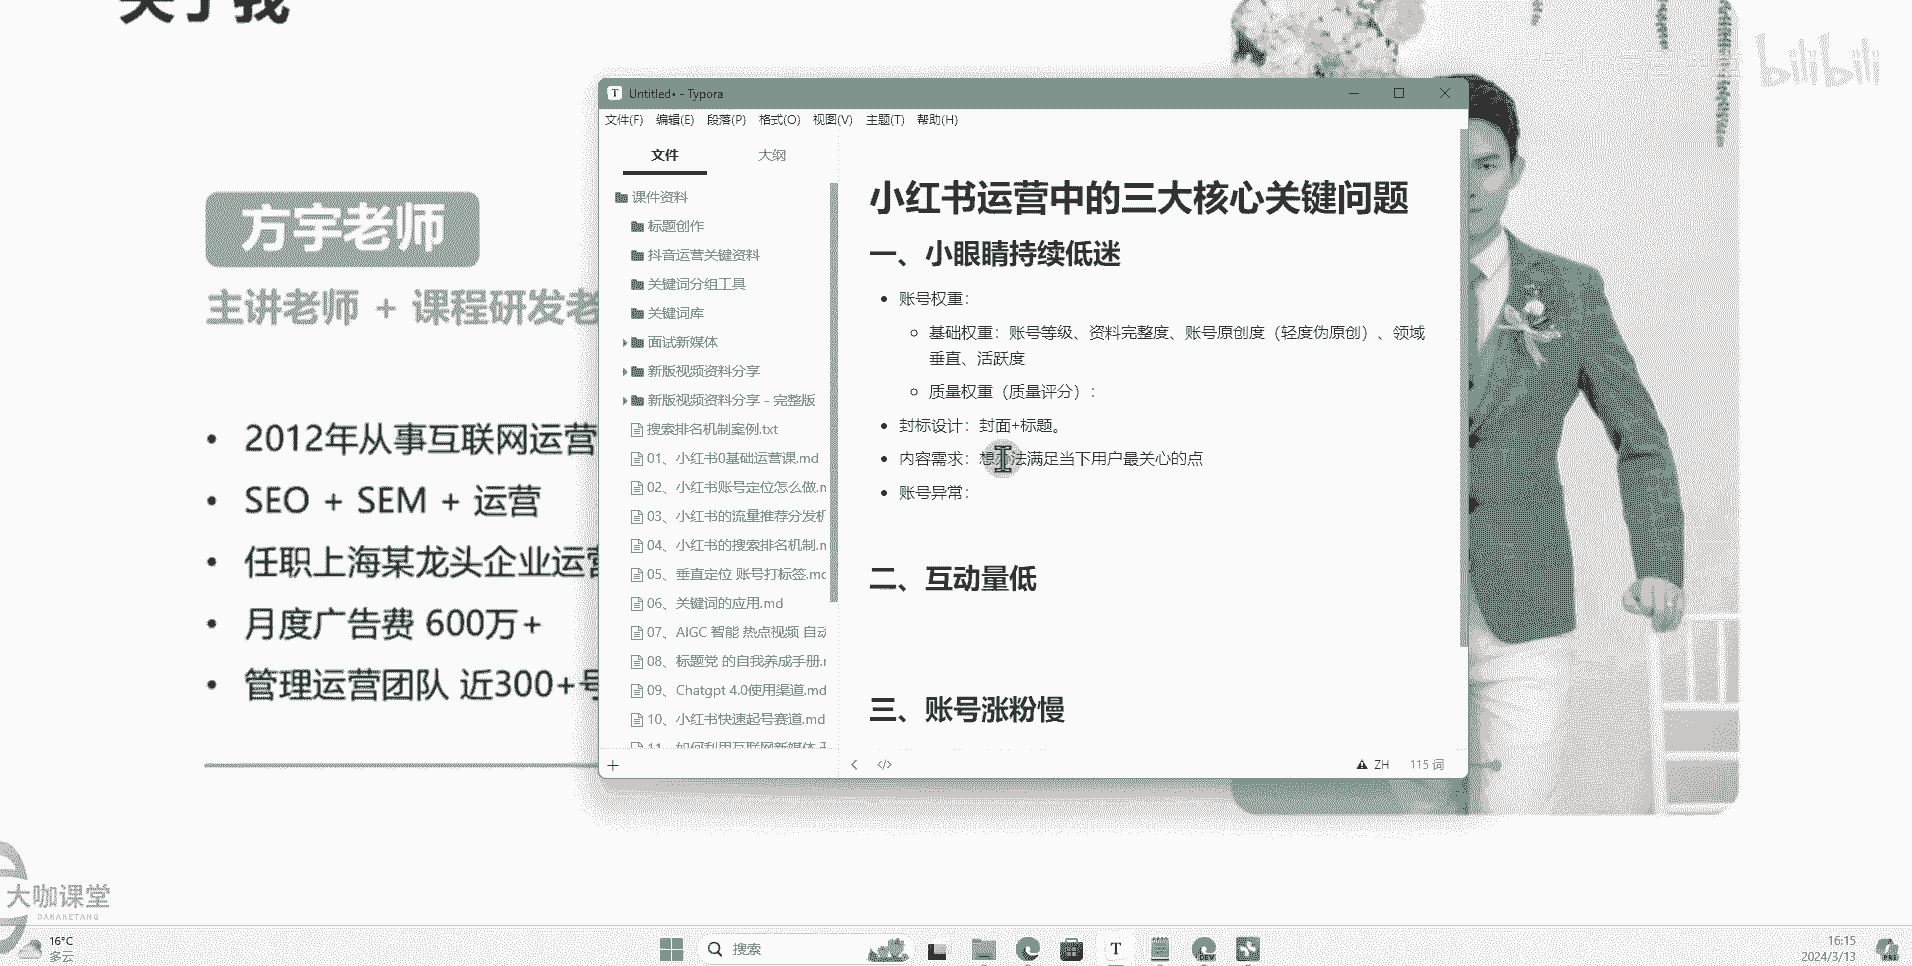 关于我
bilibili
方宇老师
主讲老师 + 课程研发老
• 2012年从事互联网运营
• SEO + SEM + 运营
• 任职上海某龙头企业运营
• 月度广告费 600万+
• 管理运营团队 近300+号
Untitled• - Typora
文件(F) 编辑(E) 段落(P) 格式(O) 视图(V) 主题(T) 帮助(H)
文件 大纲
课件资料
标题创作
抖音运营关键资料
关键词分组工具
关键词库
面试新媒体
新版视频资料分享
新版视频资料分享 - 完整版
搜索排名机制案例.txt
01、小红书0基础运营课.md
02、小红书账号定位怎么做.m
03、小红书的流量推荐分发机
04、小红书的搜索排名机制.m
05、垂直定位 账号打标签.md
06、关键词的应用.md
07、AIGC 智能 热点视频 自动
08、标题党 的自我养成手册.m
09、Chatgpt 4.0使用渠道.md
10、小红书快速起号赛道.md
11、如何利用互联网新媒体
小红书运营中的三大核心关键问题
一、小眼睛持续低迷
• 账号权重：
基础权重：账号等级、资料完整度、账号原创度（轻度伪原创）、领域
垂直、活跃度
质量权重（质量评分）：
• 封标设计：封面+标题。
• 内容需求：想办法满足当下用户最关心的点
• 账号异常：
二、互动量低
三、账号涨粉慢
ZH 115 词
大咖课堂
DAKAKETANG
16°C
多云
搜索
T
DEV
16:15
2024/3/13
PRE